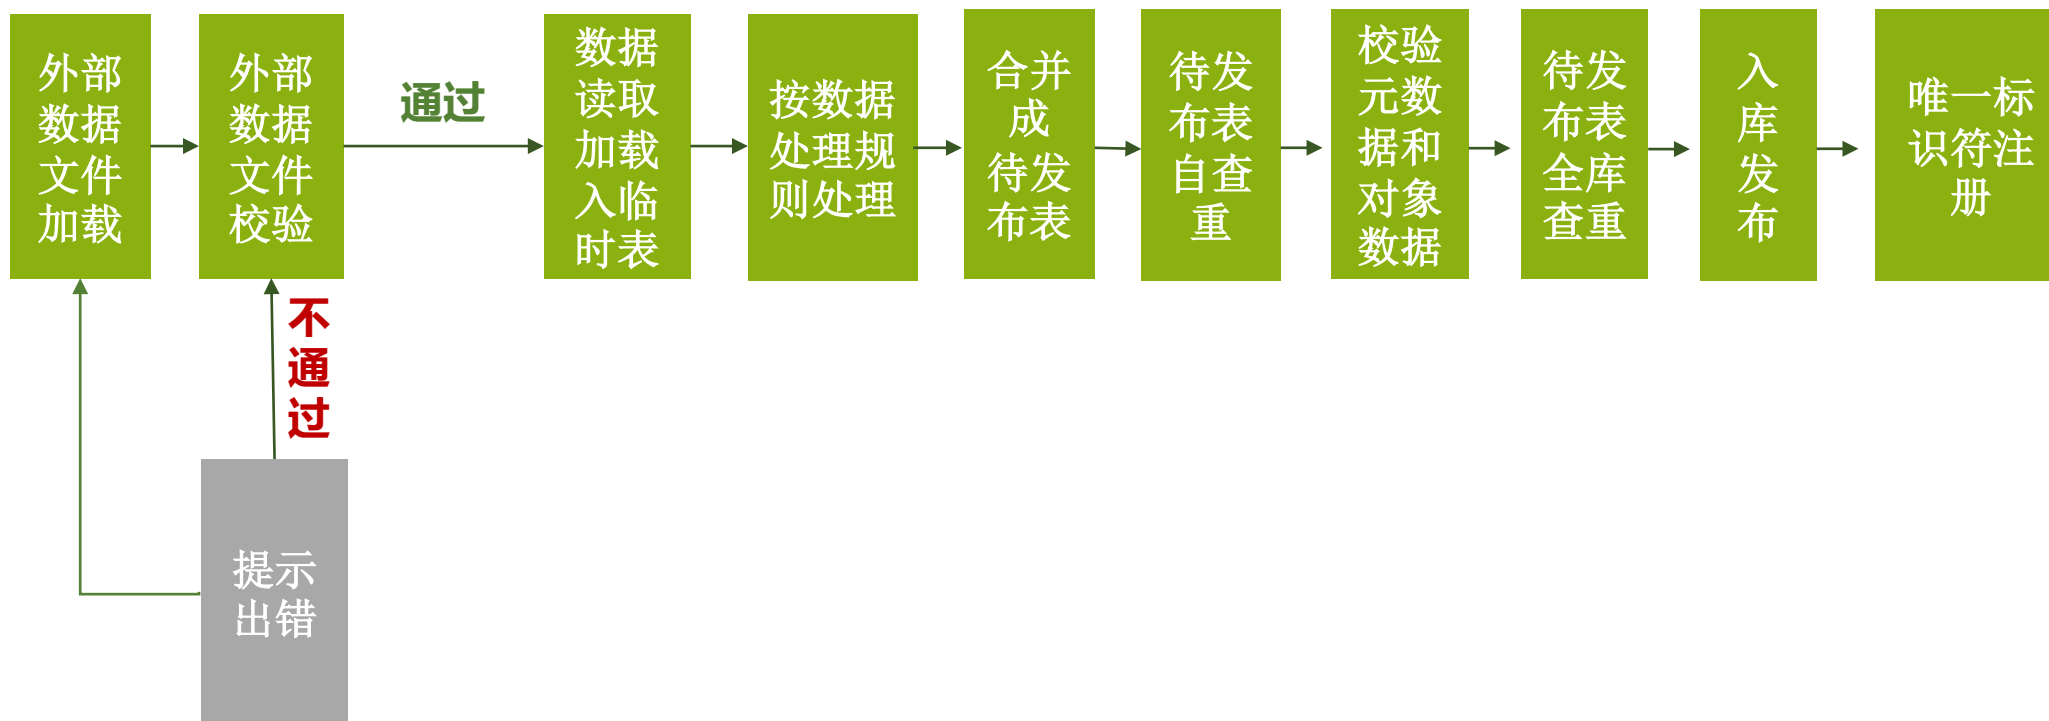 外部
数据
文件
加载
外部
数据
文件
校验
通过
数据
读取
加载
入临
时表
按数据
处理规
则处理
合并
成
待发
布表
待发
布表
自查
重
校验
元数
据和
对象
数据
待发
布表
全库
查重
入
库
发
布
唯一标
识符注
册
不
通
过
提示
出错